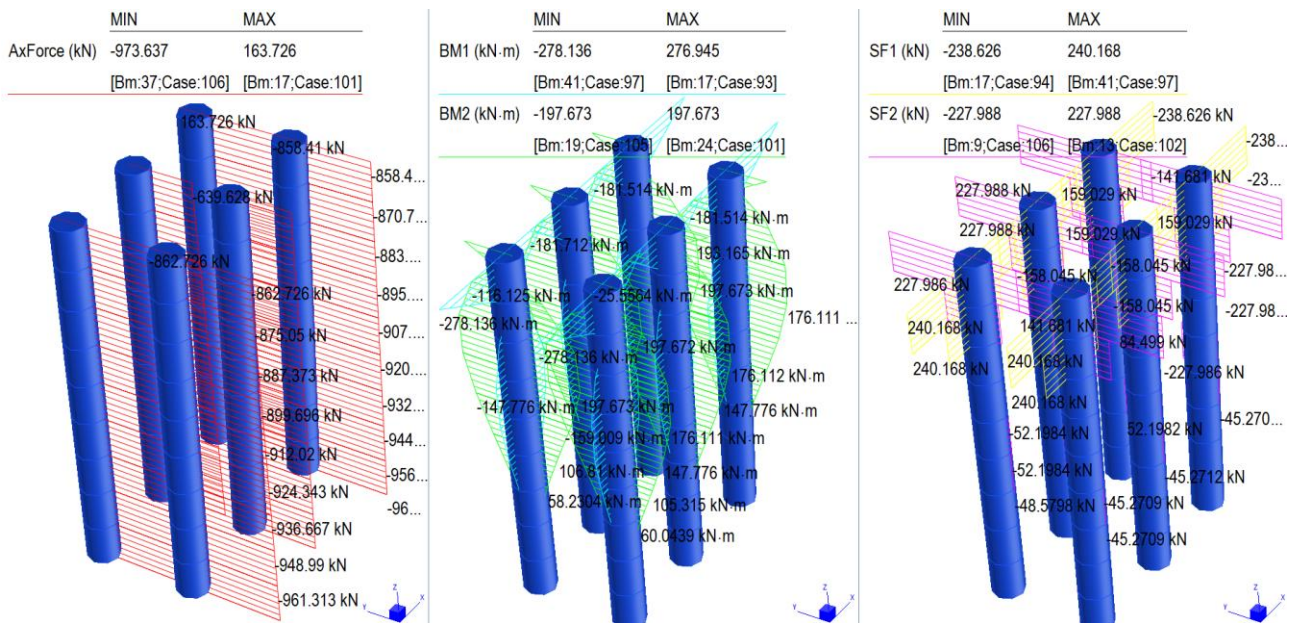 MIN MAX
AxForce (kN) -973.637 163.726
[Bm:37;Case:106] [Bm:17;Case:101]
163.726 kN
-858.41 kN
-858.4...
-639.628 kN
-870.7...
-883....
-862.726 kN
-862.726 kN
-895....
-875.05 kN
-907....
-887.373 kN
-920....
-899.696 kN
-932....
-912.02 kN
-944....
-924.343 kN
-956....
-96...
-936.667 kN
-948.99 kN
-961.313 kN
Y Z X
MIN MAX
BM1 (kN·m) -278.136 276.945
[Bm:41;Case:97] [Bm:17;Case:93]
BM2 (kN·m) -197.673 197.673
[Bm:19;Case:105] [Bm:24;Case:101]
-181.514 kN·m
-181.514 kN·m
-181.712 kN·m
193.165 kN·m
-116.125 kN·m
-25.5564 kN·m
197.673 kN·m
-278.136 kN·m
176.111 ...
-278.136 kN·m
-197.672 kN·m
176.112 kN·m
-147.776 kN·m
197.673 kN·m
147.776 kN·m
-159.009 kN·m
176.111 kN·m
106.81 kN·m
147.776 kN·m
58.2304 kN·m
105.315 kN·m
60.0439 kN·m
Y Z X
MIN MAX
SF1 (kN) -238.626 240.168
[Bm:17;Case:94] [Bm:41;Case:97]
SF2 (kN) -227.988 227.988
[Bm:9;Case:106] [Bm:13;Case:102]
-238.626 kN
-238...
-141.681 kN
-23...
227.988 kN
159.029 kN
227.988 kN
159.029 kN
159.029 kN
-158.045 kN
-158.045 kN
-227.98...
227.986 kN
-158.045 kN
-227.98...
240.168 kN
141.681 kN
84.499 kN
240.168 kN
240.168 kN
-227.986 kN
240.168 kN
-45.270...
-52.1984 kN
52.1982 kN
-52.1984 kN
-45.2712 kN
-48.5798 kN
-45.2709 kN
-45.2709 kN
Y Z X